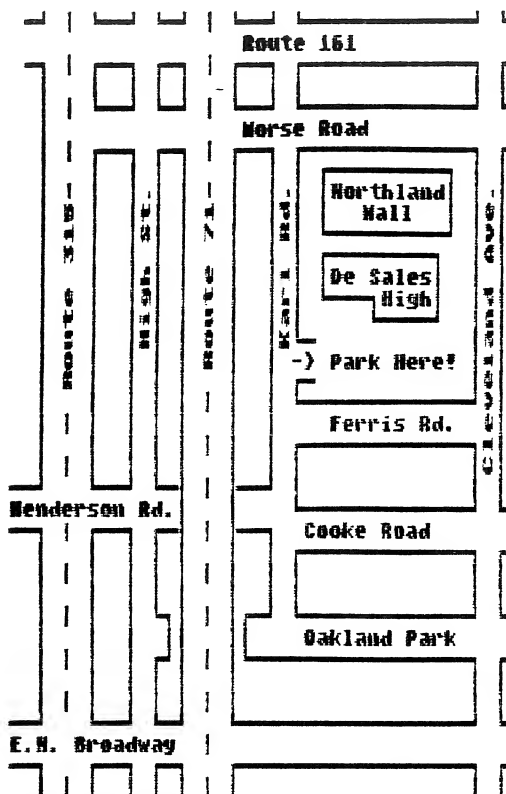 Route 161
Morse Road
Northland
Mall
De Sales
High
-> Park Here!
Ferris Rd.
Route 315
High St.
Route 71
Karl Rd.
Cleveland Ave.
Henderson Rd.
Cooke Road
Oakland Park
E.N. Broadway